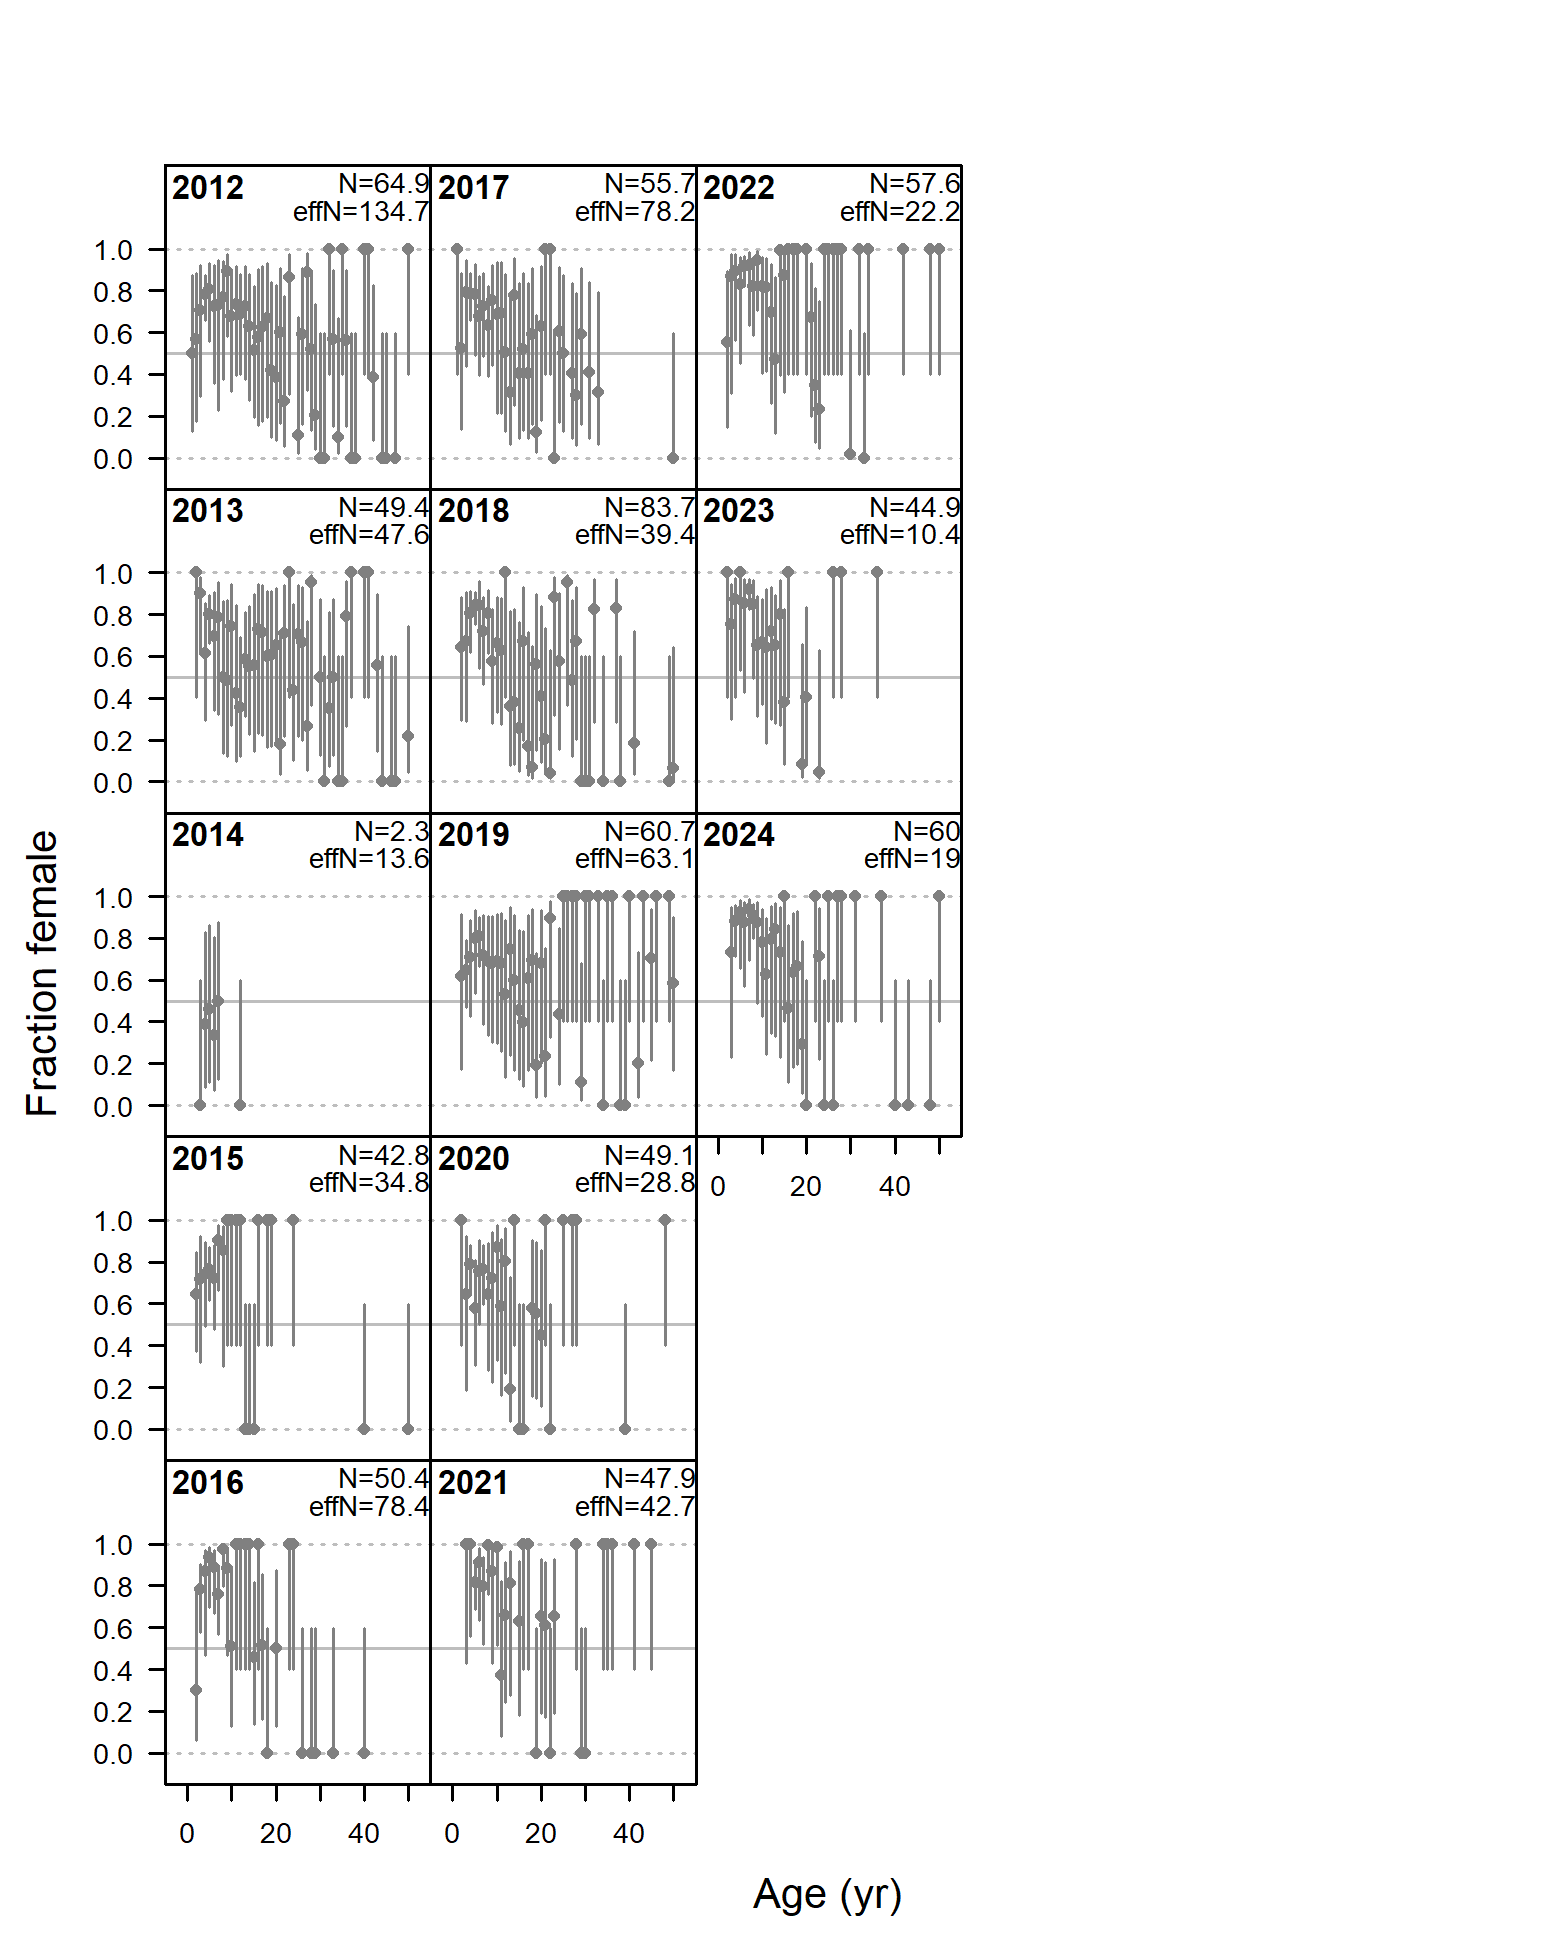 2012 N=64.9
effN=134.7
2017 N=55.7
effN=78.2
2022 N=57.6
effN=22.2
1.0
0.8
0.6
0.4
0.2
0.0
2013 N=49.4
effN=47.6
2018 N=83.7
effN=39.4
2023 N=44.9
effN=10.4
1.0
0.8
0.6
0.4
0.2
0.0
2014 N=2.3
effN=13.6
2019 N=60.7
effN=63.1
2024 N=60
effN=19
1.0
0.8
0.6
0.4
0.2
0.0
Fraction female
2015 N=42.8
effN=34.8
2020 N=49.1
effN=28.8
0 20 40
1.0
0.8
0.6
0.4
0.2
0.0
2016 N=50.4
effN=78.4
2021 N=47.9
effN=42.7
1.0
0.8
0.6
0.4
0.2
0.0
0 20 40
0 20 40
Age (yr)